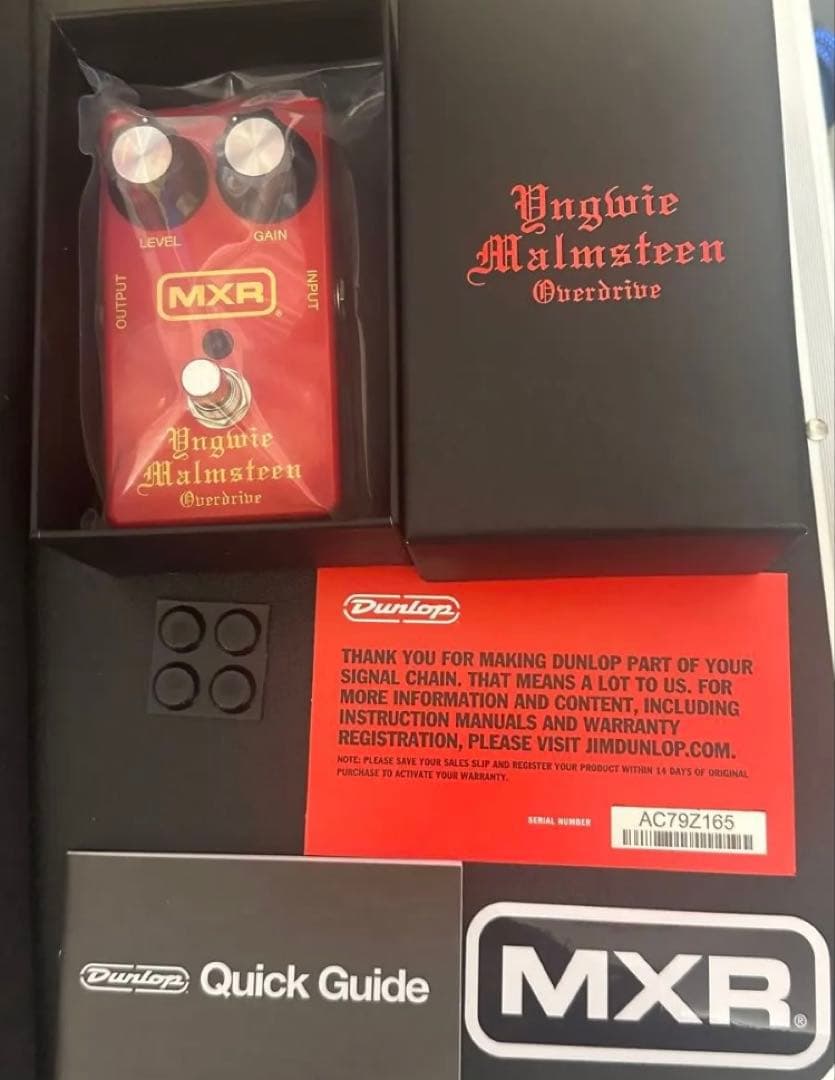 LEVEL
GAIN
OUTPUT
MXR®
INPUT
Yngwie
Malmsteen
Overdrive
Yngwie
Malmsteen
Overdrive
Dunlop
THANK YOU FOR MAKING DUNLOP PART OF YOUR
SIGNAL CHAIN. THAT MEANS A LOT TO US. FOR
MORE INFORMATION AND CONTENT, INCLUDING
INSTRUCTION MANUALS AND WARRANTY
REGISTRATION, PLEASE VISIT JIMDUNLOP.COM.
NOTE: PLEASE SAVE YOUR SALES SLIP AND REGISTER YOUR PRODUCT WITHIN 14 DAYS OF ORIGINAL
PURCHASE TO ACTIVATE YOUR WARRANTY.
SERIAL NUMBER
AC79Z165
Dunlop Quick Guide
MXR®